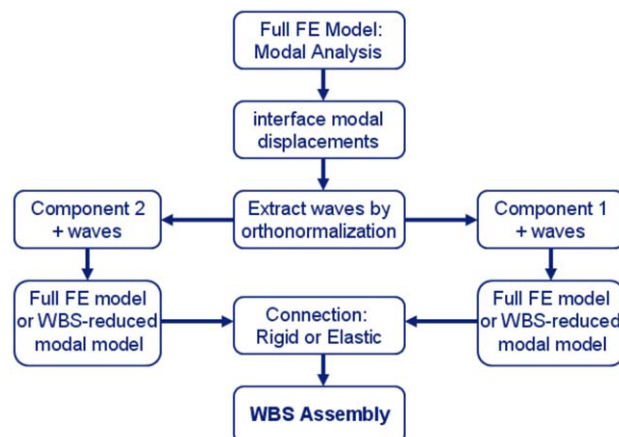 Full FE Model:
Modal Analysis
interface modal
displacements
Component 2
+ waves
Extract waves by
orthonormalization
Component 1
+ waves
Full FE model
or WBS-reduced
modal model
Connection:
Rigid or Elastic
Full FE model
or WBS-reduced
modal model
WBS Assembly